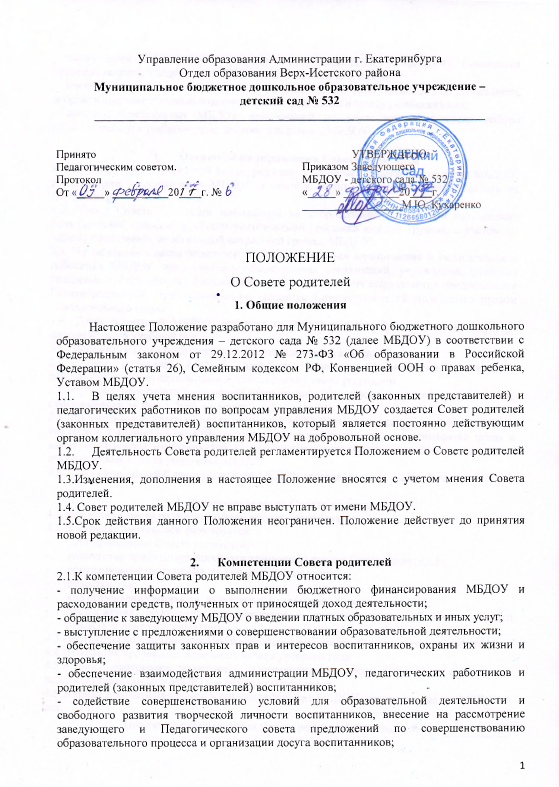 Управление образования Администрации г. Екатеринбурга
Отдел образования Верх-Исетского района
Муниципальное бюджетное дошкольное образовательное учреждение –
детский сад № 532
Принято
Педагогическим советом.
Протокол
От « » февраля 201 г. № 6
УТВЕРЖДЕНО:
Приказом Заведующего
МБДОУ - детского сада № 532
« 28 » 20 г.
М.Ю. Кухаренко
Детский
сад
ПОЛОЖЕНИЕ
О Совете родителей
1. Общие положения
Настоящее Положение разработано для Муниципального бюджетного дошкольного
образовательного учреждения – детского сада № 532 (далее МБДОУ) в соответствии с
Федеральным законом от 29.12.2012 № 273-ФЗ «Об образовании в Российской
Федерации» (статья 26), Семейным кодексом РФ, Конвенцией ООН о правах ребенка,
Уставом МБДОУ.
1.1. В целях учета мнения воспитанников, родителей (законных представителей) и
педагогических работников по вопросам управления МБДОУ создается Совет родителей
(законных представителей) воспитанников, который является постоянно действующим
органом коллегиального управления МБДОУ на добровольной основе.
1.2. Деятельность Совета родителей регламентируется Положением о Совете родителей
МБДОУ.
1.3.Изменения, дополнения в настоящее Положение вносятся с учетом мнения Совета
родителей.
1.4. Совет родителей МБДОУ не вправе выступать от имени МБДОУ.
1.5.Срок действия данного Положения неограничен. Положение действует до принятия
новой редакции.
2. Компетенции Совета родителей
2.1.К компетенции Совета родителей МБДОУ относится:
- получение информации о выполнении бюджетного финансирования МБДОУ и
расходовании средств, полученных от приносящей доход деятельности;
- обращение к заведующему МБДОУ о введении платных образовательных и иных услуг;
- выступление с предложениями о совершенствовании образовательной деятельности;
- обеспечение защиты законных прав и интересов воспитанников, охраны их жизни и
здоровья;
- обеспечение взаимодействия администрации МБДОУ, педагогических работников и
родителей (законных представителей) воспитанников;
- содействие совершенствованию условий для образовательной деятельности и
свободного развития творческой личности воспитанников, внесение на рассмотрение
заведующего и Педагогического совета предложений по совершенствованию
образовательного процесса и организации досуга воспитанников;
1